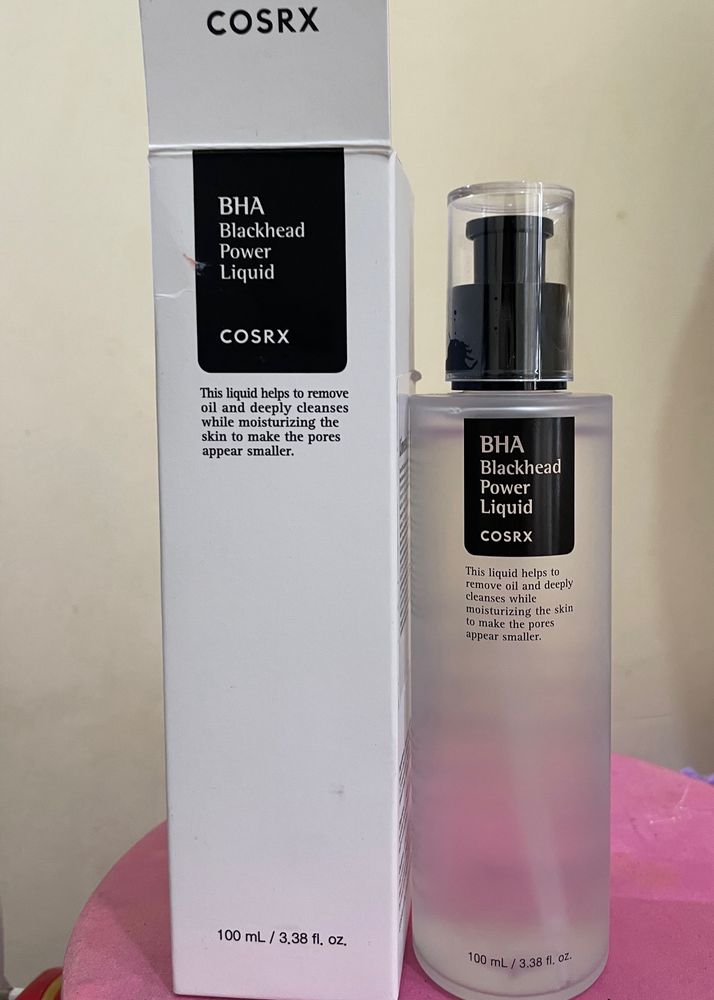 COSRX
BHA
Blackhead
Power
Liquid
COSRX
This liquid helps to remove
oil and deeply cleanses
while moisturizing the
skin to make the pores
appear smaller.
100 mL / 3.38 fl. oz.
BHA
Blackhead
Power
Liquid
COSRX
This liquid helps to
remove oil and deeply
cleanses while
moisturizing the skin
to make the pores
appear smaller.
100 mL / 3.38 fl. oz.